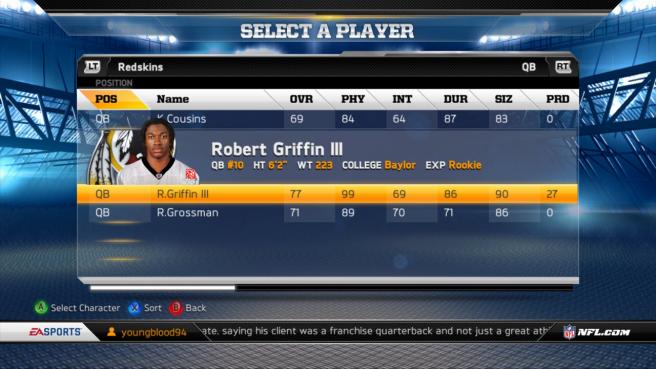 SELECT A PLAYER
LT Redskins QB RT
POSITION
POS Name OVR PHY INT DUR SIZ PRD
QB K.Cousins 69 84 64 87 83 0
Robert Griffin III
QB #10 HT 6'2" WT 223 COLLEGE Baylor EXP Rookie
QB R.Griffin III 77 99 69 86 90 27
QB R.Grossman 71 89 70 71 86 0
A Select Character X Sort B Back
EA SPORTS youngblood94 ate. saying his client was a franchise quarterback and not just a great ath NFL NFL.COM